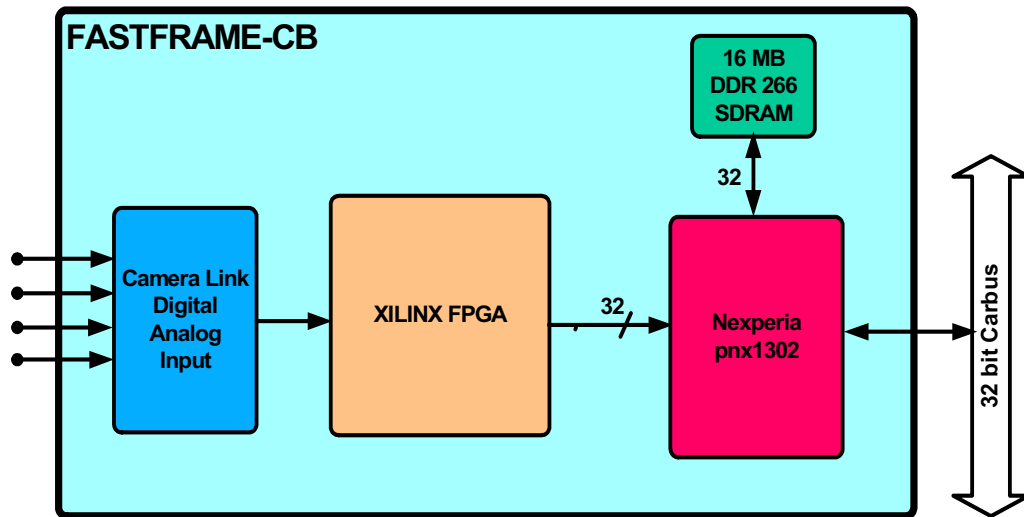 FASTFRAME-CB
16 MB
DDR 266
SDRAM
32
Camera Link
Digital
Analog
Input
XILINX FPGA
32
Nexperia
pnx1302
32 bit Carbus